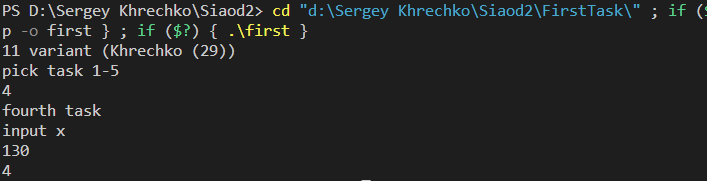 PS D:\Sergey Khrechko\Siaod2> cd "d:\Sergey Khrechko\Siaod2\FirstTask\" ; if ($
p -o first } ; if ($?) { .\first }
11 variant (Khrechko (29))
pick task 1-5
4
fourth task
input x
130
4